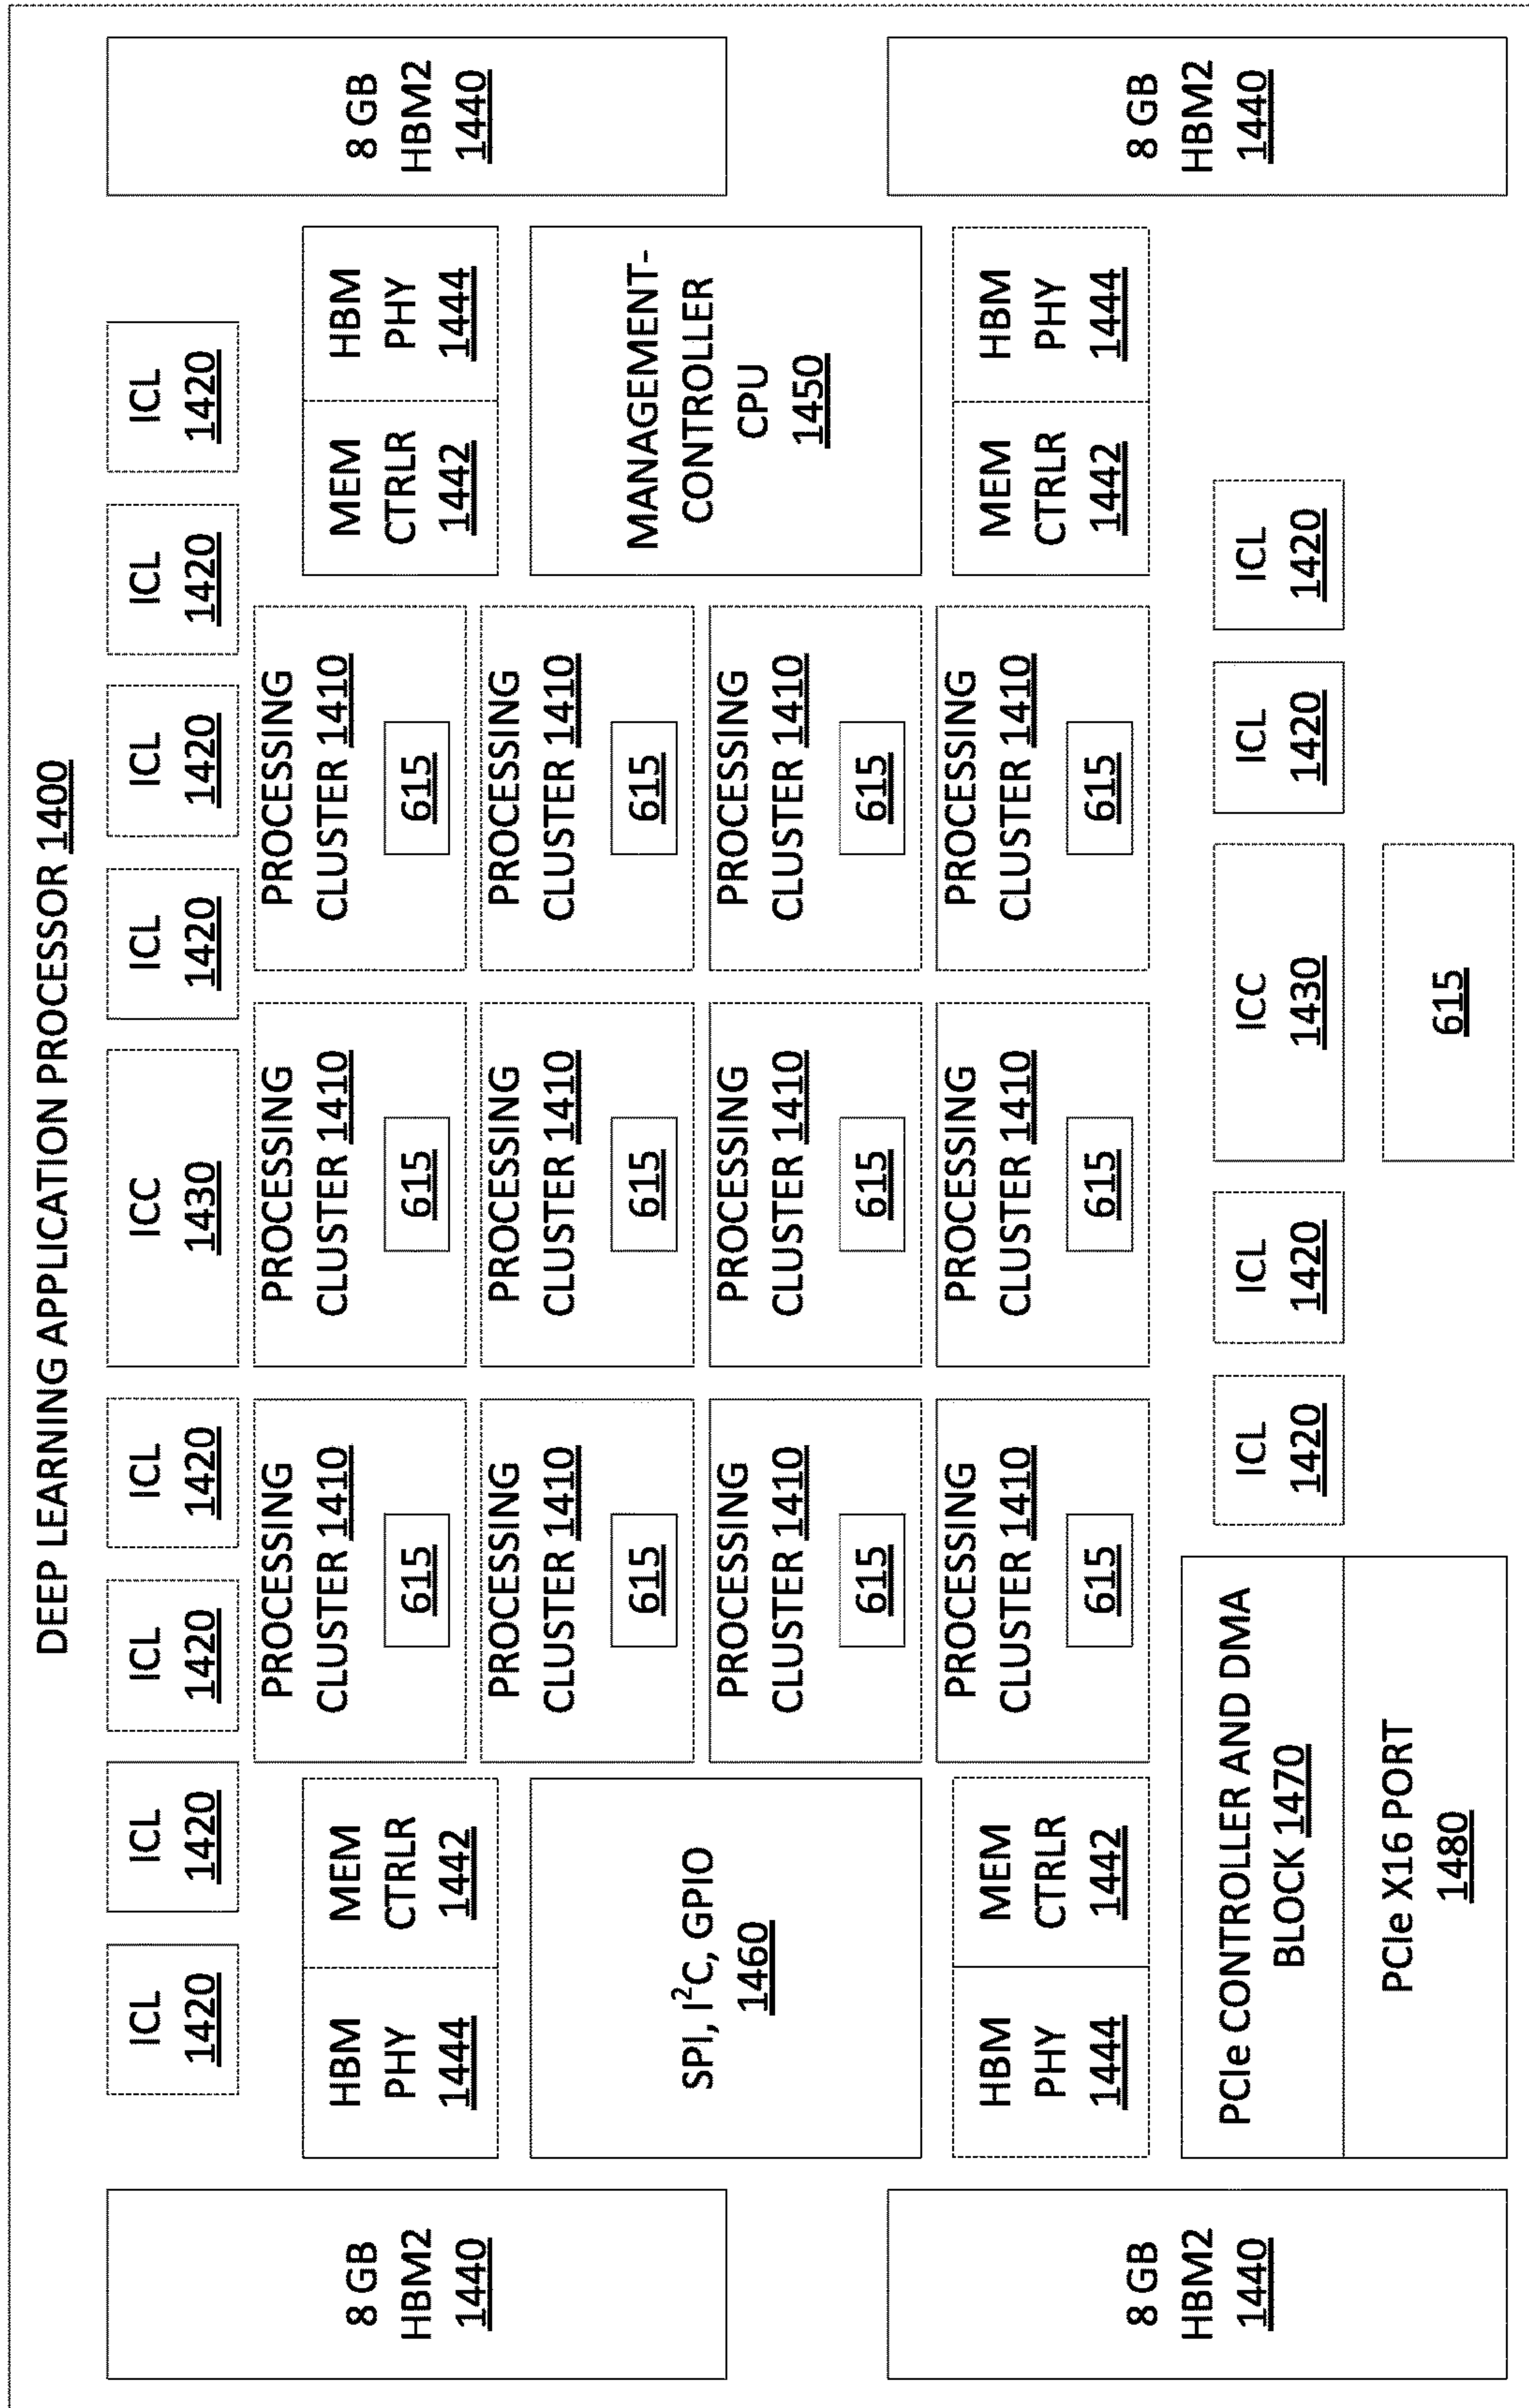 DEEP LEARNING APPLICATION PROCESSOR 1400
ICL
1420
ICL
1420
ICL
1420
ICL
1420
ICC
1430
ICL
1420
ICL
1420
ICL
1420
ICL
1420
8 GB
HBM2
1440
HBM
PHY
1444
MEM
CTRLR
1442
PROCESSING
CLUSTER 1410
615
PROCESSING
CLUSTER 1410
615
PROCESSING
CLUSTER 1410
615
MEM
CTRLR
1442
HBM
PHY
1444
8 GB
HBM2
1440
SPI, I²C, GPIO
1460
PROCESSING
CLUSTER 1410
615
PROCESSING
CLUSTER 1410
615
PROCESSING
CLUSTER 1410
615
MANAGEMENT-
CONTROLLER
CPU
1450
PROCESSING
CLUSTER 1410
615
PROCESSING
CLUSTER 1410
615
PROCESSING
CLUSTER 1410
615
8 GB
HBM2
1440
HBM
PHY
1444
MEM
CTRLR
1442
PROCESSING
CLUSTER 1410
615
PROCESSING
CLUSTER 1410
615
PROCESSING
CLUSTER 1410
615
MEM
CTRLR
1442
HBM
PHY
1444
8 GB
HBM2
1440
PCIe CONTROLLER AND DMA
BLOCK 1470
PCIe X16 PORT
1480
ICL
1420
ICL
1420
ICC
1430
ICL
1420
ICL
1420
615